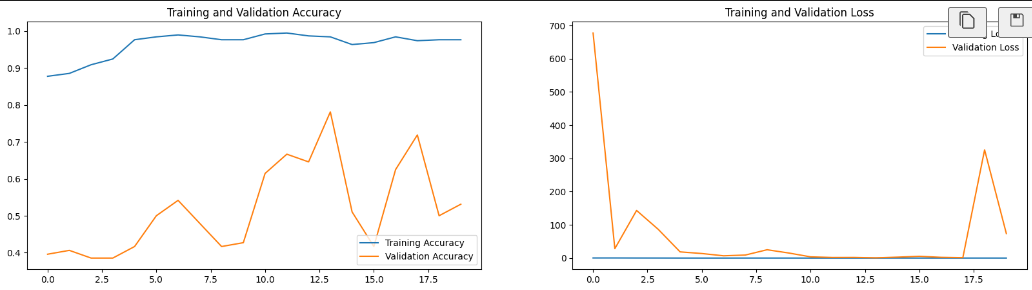 Training and Validation Accuracy
1.0
0.9
0.8
0.7
0.6
0.5
0.4
0.0 2.5 5.0 7.5 10.0 12.5 15.0 17.5
Training Accuracy
Validation Accuracy
Training and Validation Loss
700
600
500
400
300
200
100
0
0.0 2.5 5.0 7.5 10.0 12.5 15.0 17.5
Validation Loss